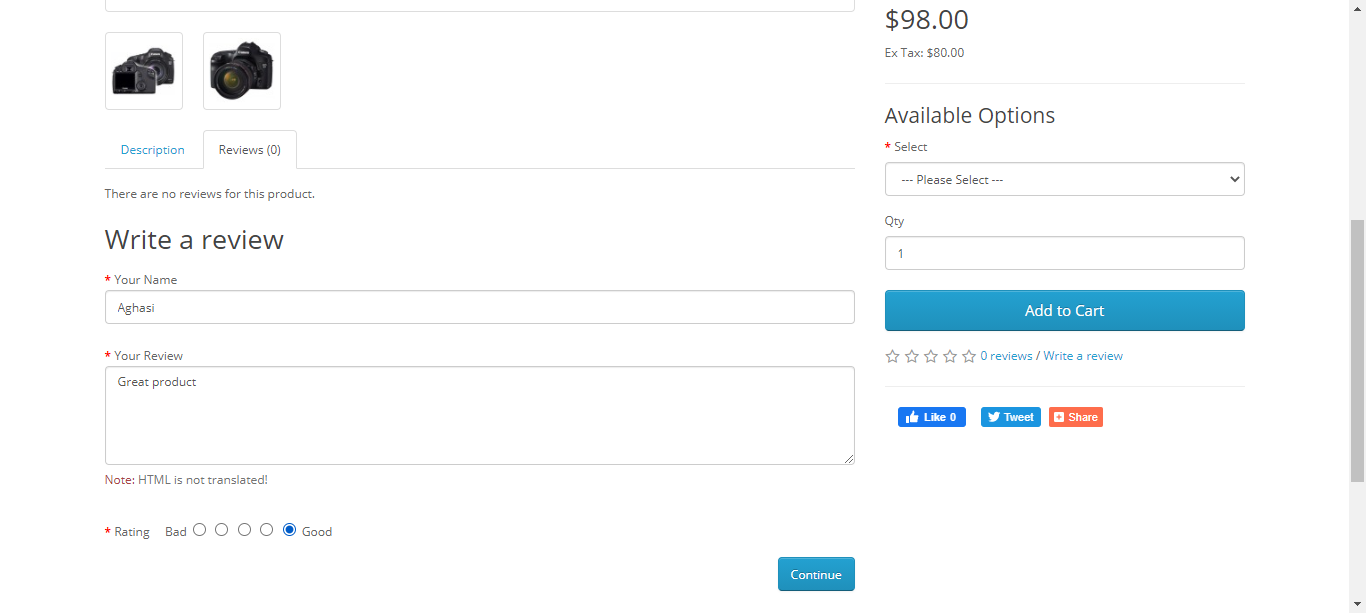 Description
Reviews (0)
There are no reviews for this product.
Write a review
* Your Name
Aghasi
* Your Review
Great product
Note: HTML is not translated!
* Rating Bad Good
Continue
$98.00
Ex Tax: $80.00
Available Options
* Select
--- Please Select ---
Qty
1
Add to Cart
0 reviews / Write a review
Like 0 Tweet Share